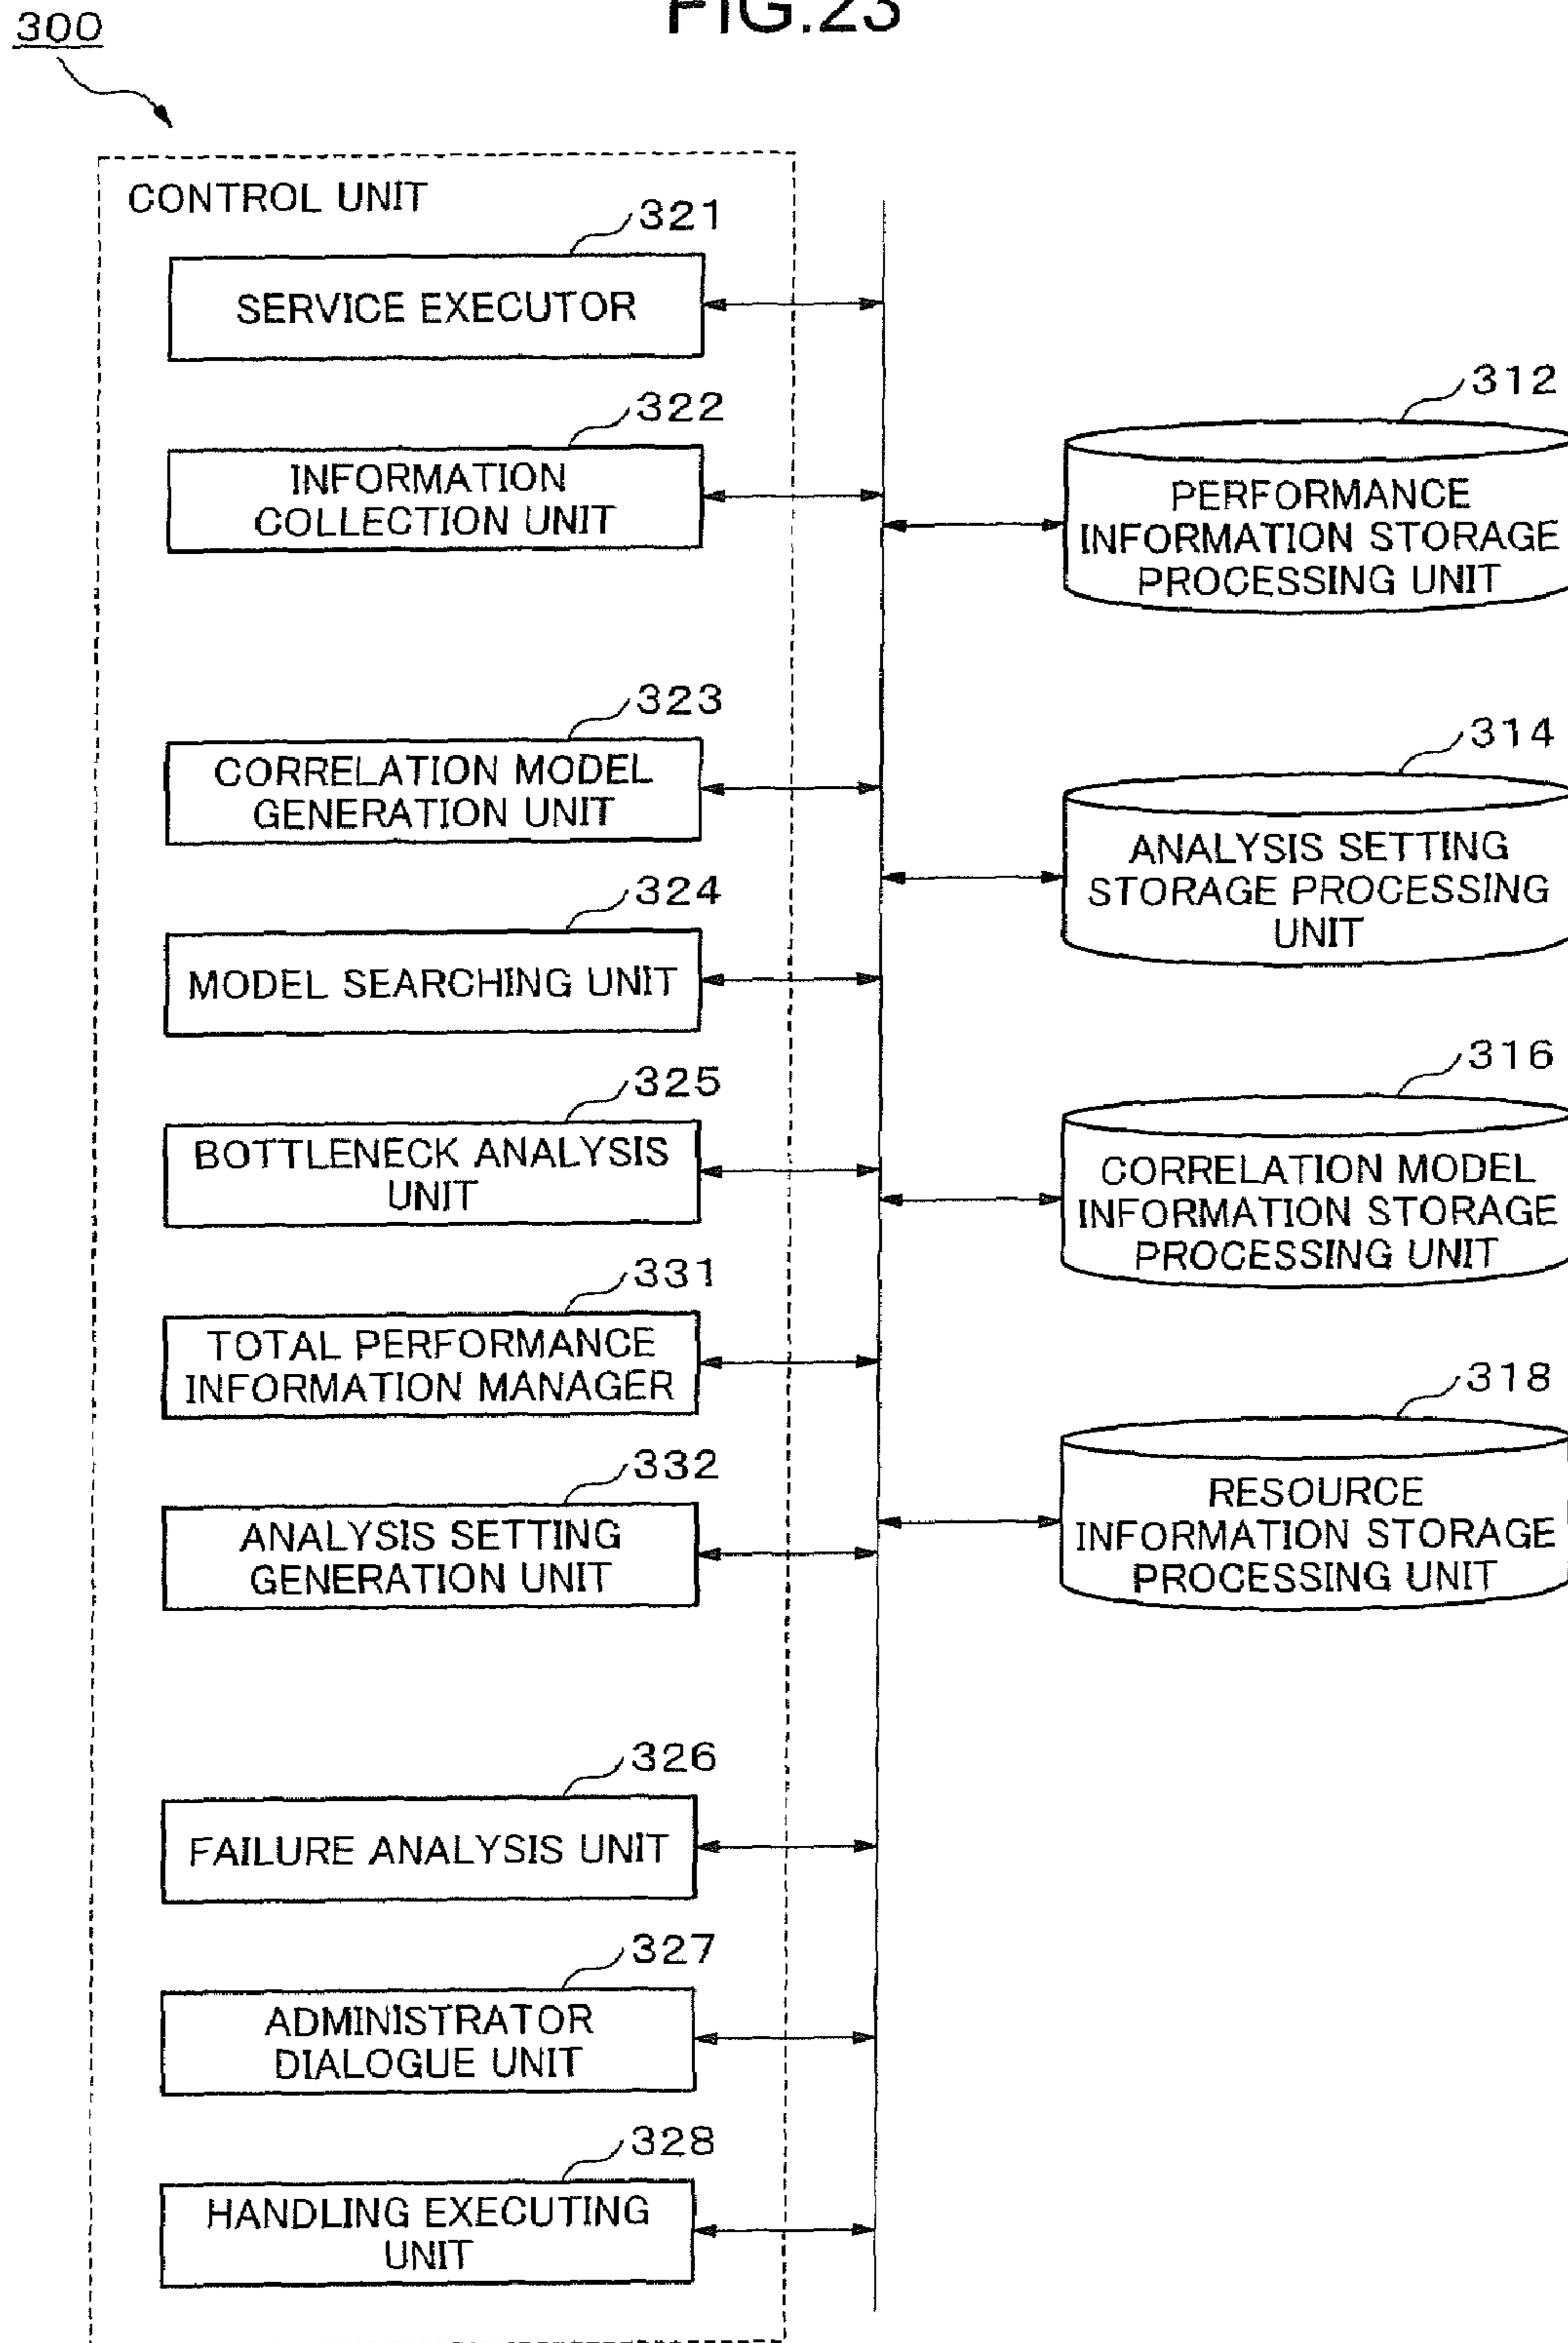 FIG.23
300
CONTROL UNIT
321
SERVICE EXECUTOR
322
INFORMATION
COLLECTION UNIT
323
CORRELATION MODEL
GENERATION UNIT
324
MODEL SEARCHING UNIT
325
BOTTLENECK ANALYSIS
UNIT
331
TOTAL PERFORMANCE
INFORMATION MANAGER
332
ANALYSIS SETTING
GENERATION UNIT
326
FAILURE ANALYSIS UNIT
327
ADMINISTRATOR
DIALOGUE UNIT
328
HANDLING EXECUTING
UNIT
312
PERFORMANCE
INFORMATION STORAGE
PROCESSING UNIT
314
ANALYSIS SETTING
STORAGE PROCESSING
UNIT
316
CORRELATION MODEL
INFORMATION STORAGE
PROCESSING UNIT
318
RESOURCE
INFORMATION STORAGE
PROCESSING UNIT